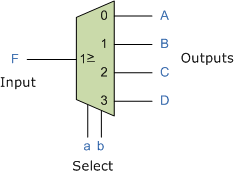 0 A
F 1≥ 1 B Outputs
Input 2 C
3 D
a b
Select